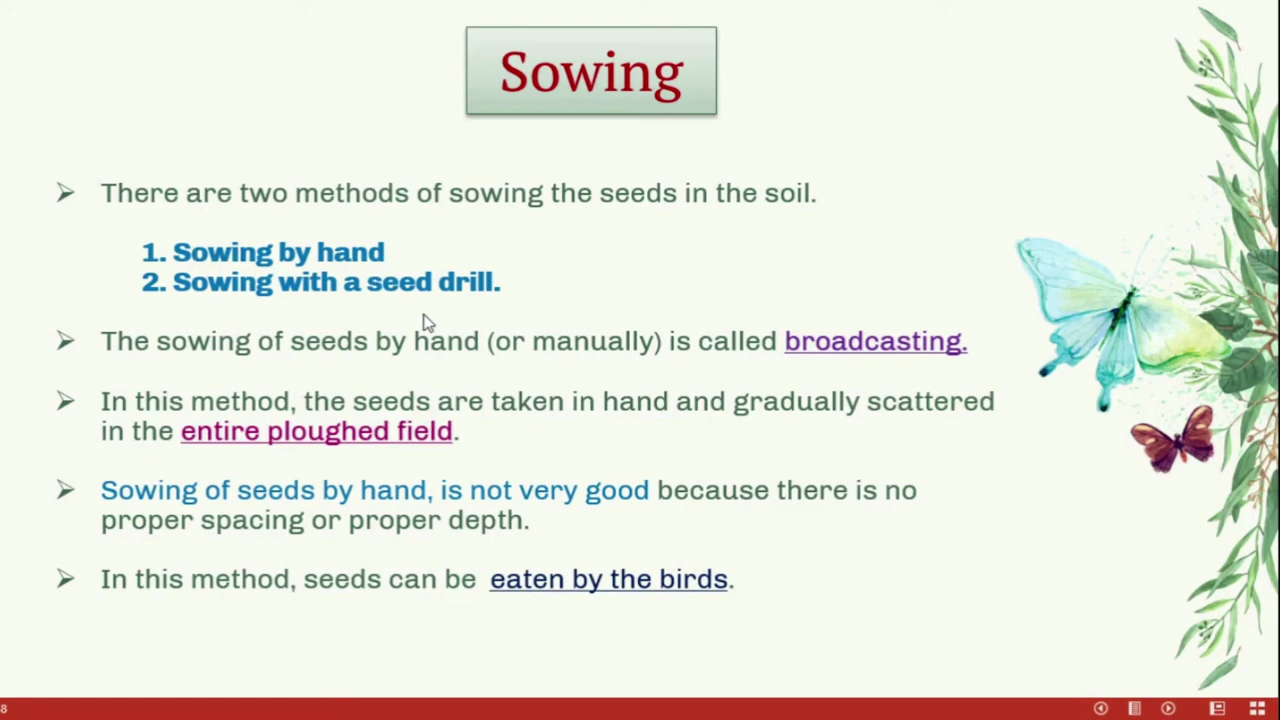 Sowing
There are two methods of sowing the seeds in the soil.
1. Sowing by hand
2. Sowing with a seed drill.
The sowing of seeds by hand (or manually) is called broadcasting.
In this method, the seeds are taken in hand and gradually scattered
in the entire ploughed field.
Sowing of seeds by hand, is not very good because there is no
proper spacing or proper depth.
In this method, seeds can be eaten by the birds.
8